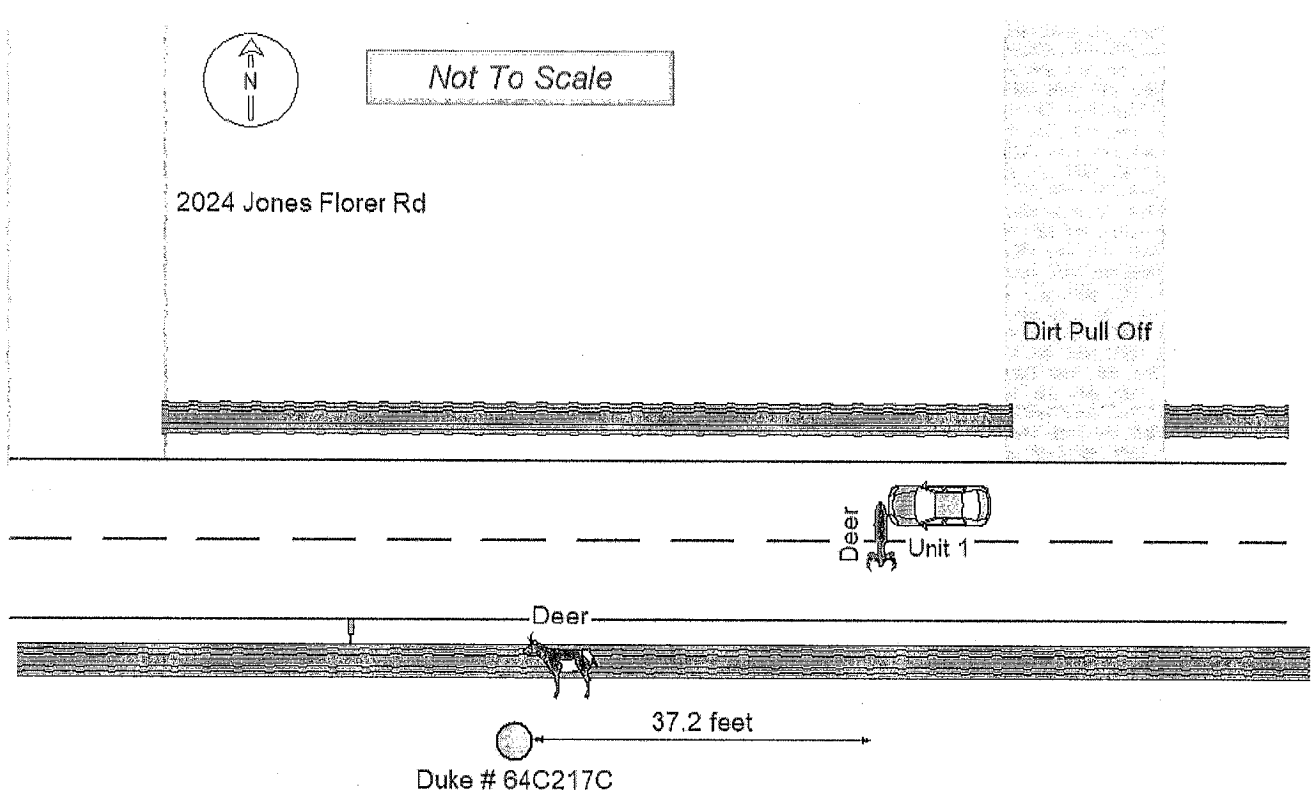 N
Not To Scale
2024 Jones Florer Rd
Dirt Pull Off
Deer
Unit 1
Deer
37.2 feet
Duke # 64C217C